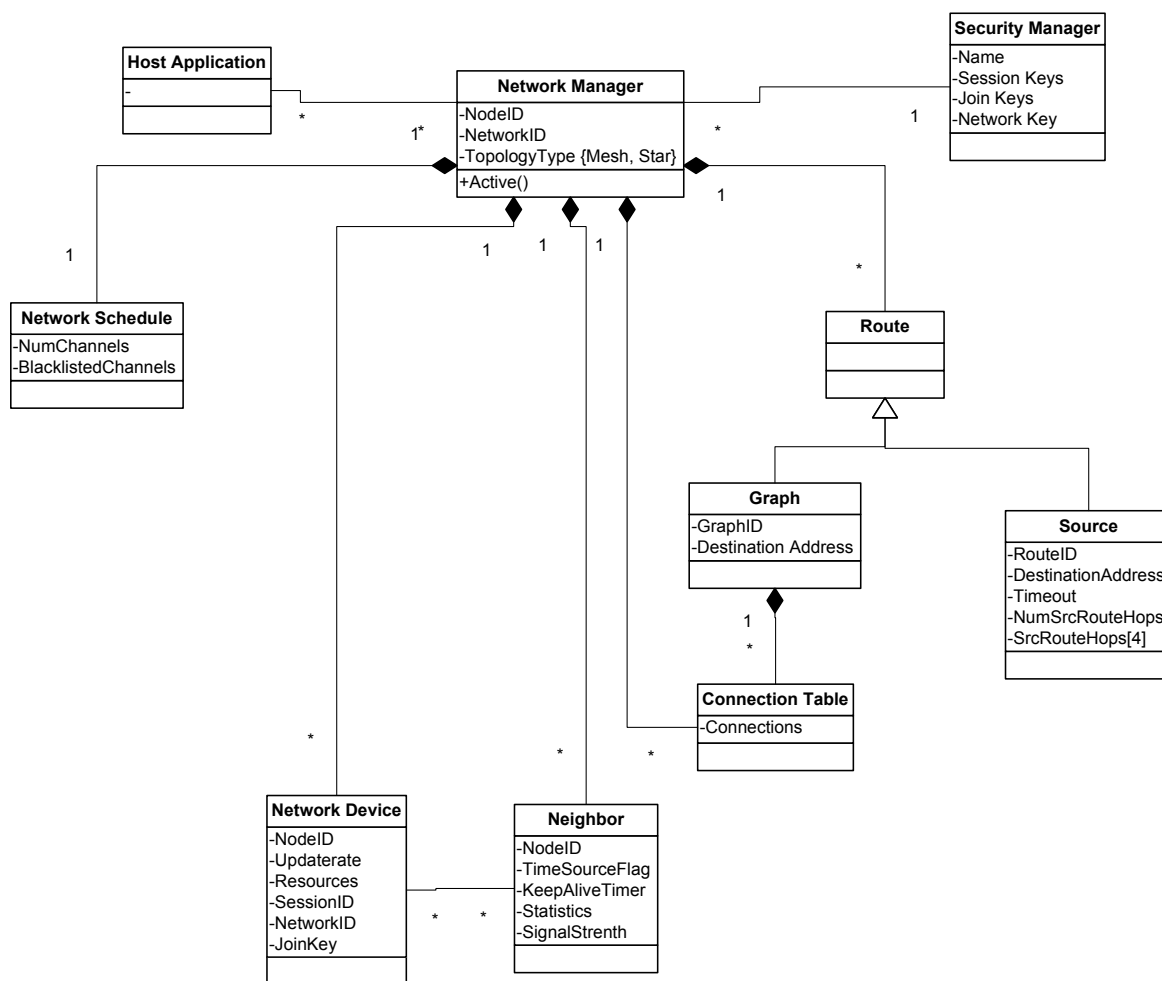 Host Application
-
*
Network Manager
-NodeID
-NetworkID
-TopologyType {Mesh, Star}
+Active()
1
*
*
1
Security Manager
-Name
-Session Keys
-Join Keys
-Network Key
1
Network Schedule
-NumChannels
-BlacklistedChannels
1
1
1
1
*
Route
Graph
-GraphID
-Destination Address
Source
-RouteID
-DestinationAddress
-Timeout
-NumSrcRouteHops
-SrcRouteHops[4]
1
*
Connection Table
-Connections
*
*
*
Network Device
-NodeID
-Updaterate
-Resources
-SessionID
-NetworkID
-JoinKey
*
*
Neighbor
-NodeID
-TimeSourceFlag
-KeepAliveTimer
-Statistics
-SignalStrenth